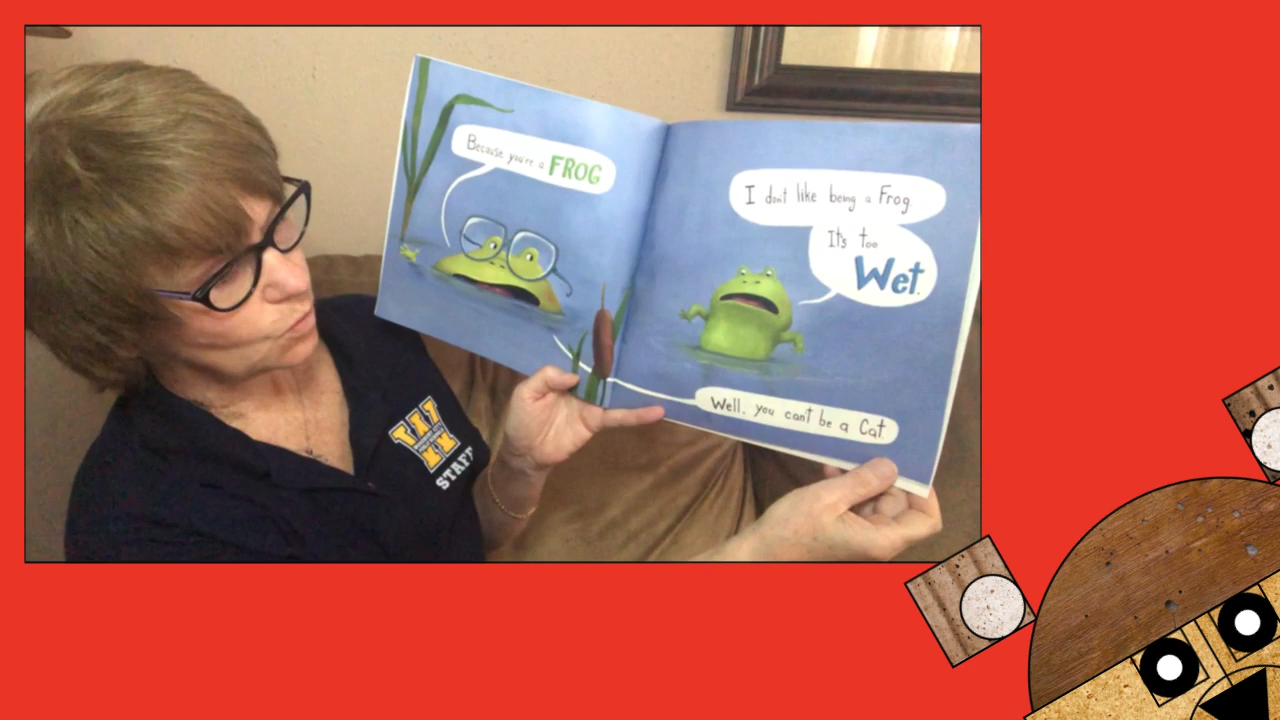 Because you're a FROG
I don't like being a Frog.
It's too
Wet.
Well, you can't be a Cat.
W
STAFF